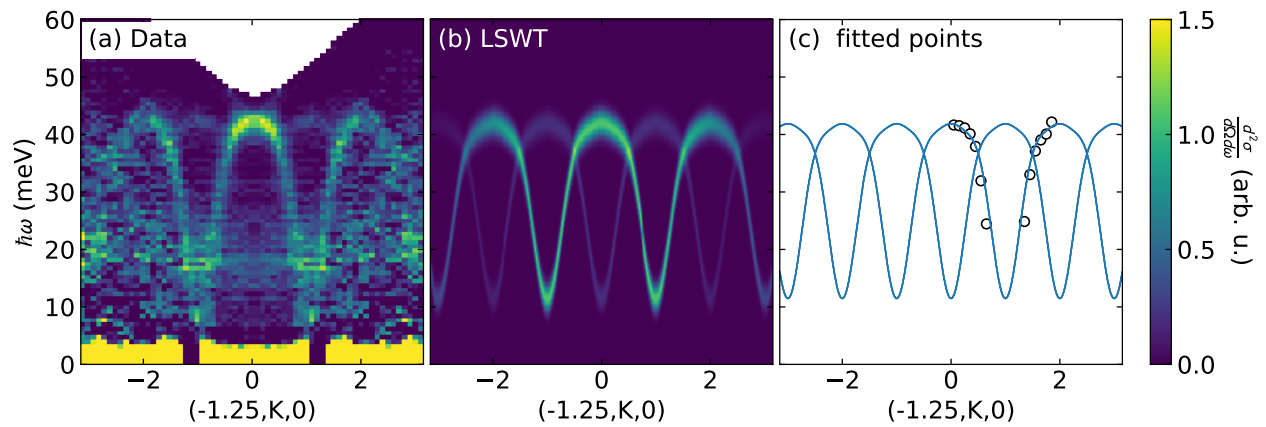 (a) Data
(b) LSWT
(c) fitted points
ħω (meV)
60
50
40
30
20
10
0
−2 0 2
(-1.25,K,0)
−2 0 2
(-1.25,K,0)
−2 0 2
(-1.25,K,0)
1.5
1.0
0.5
0.0
d²σ/dΩdω (arb. u.)